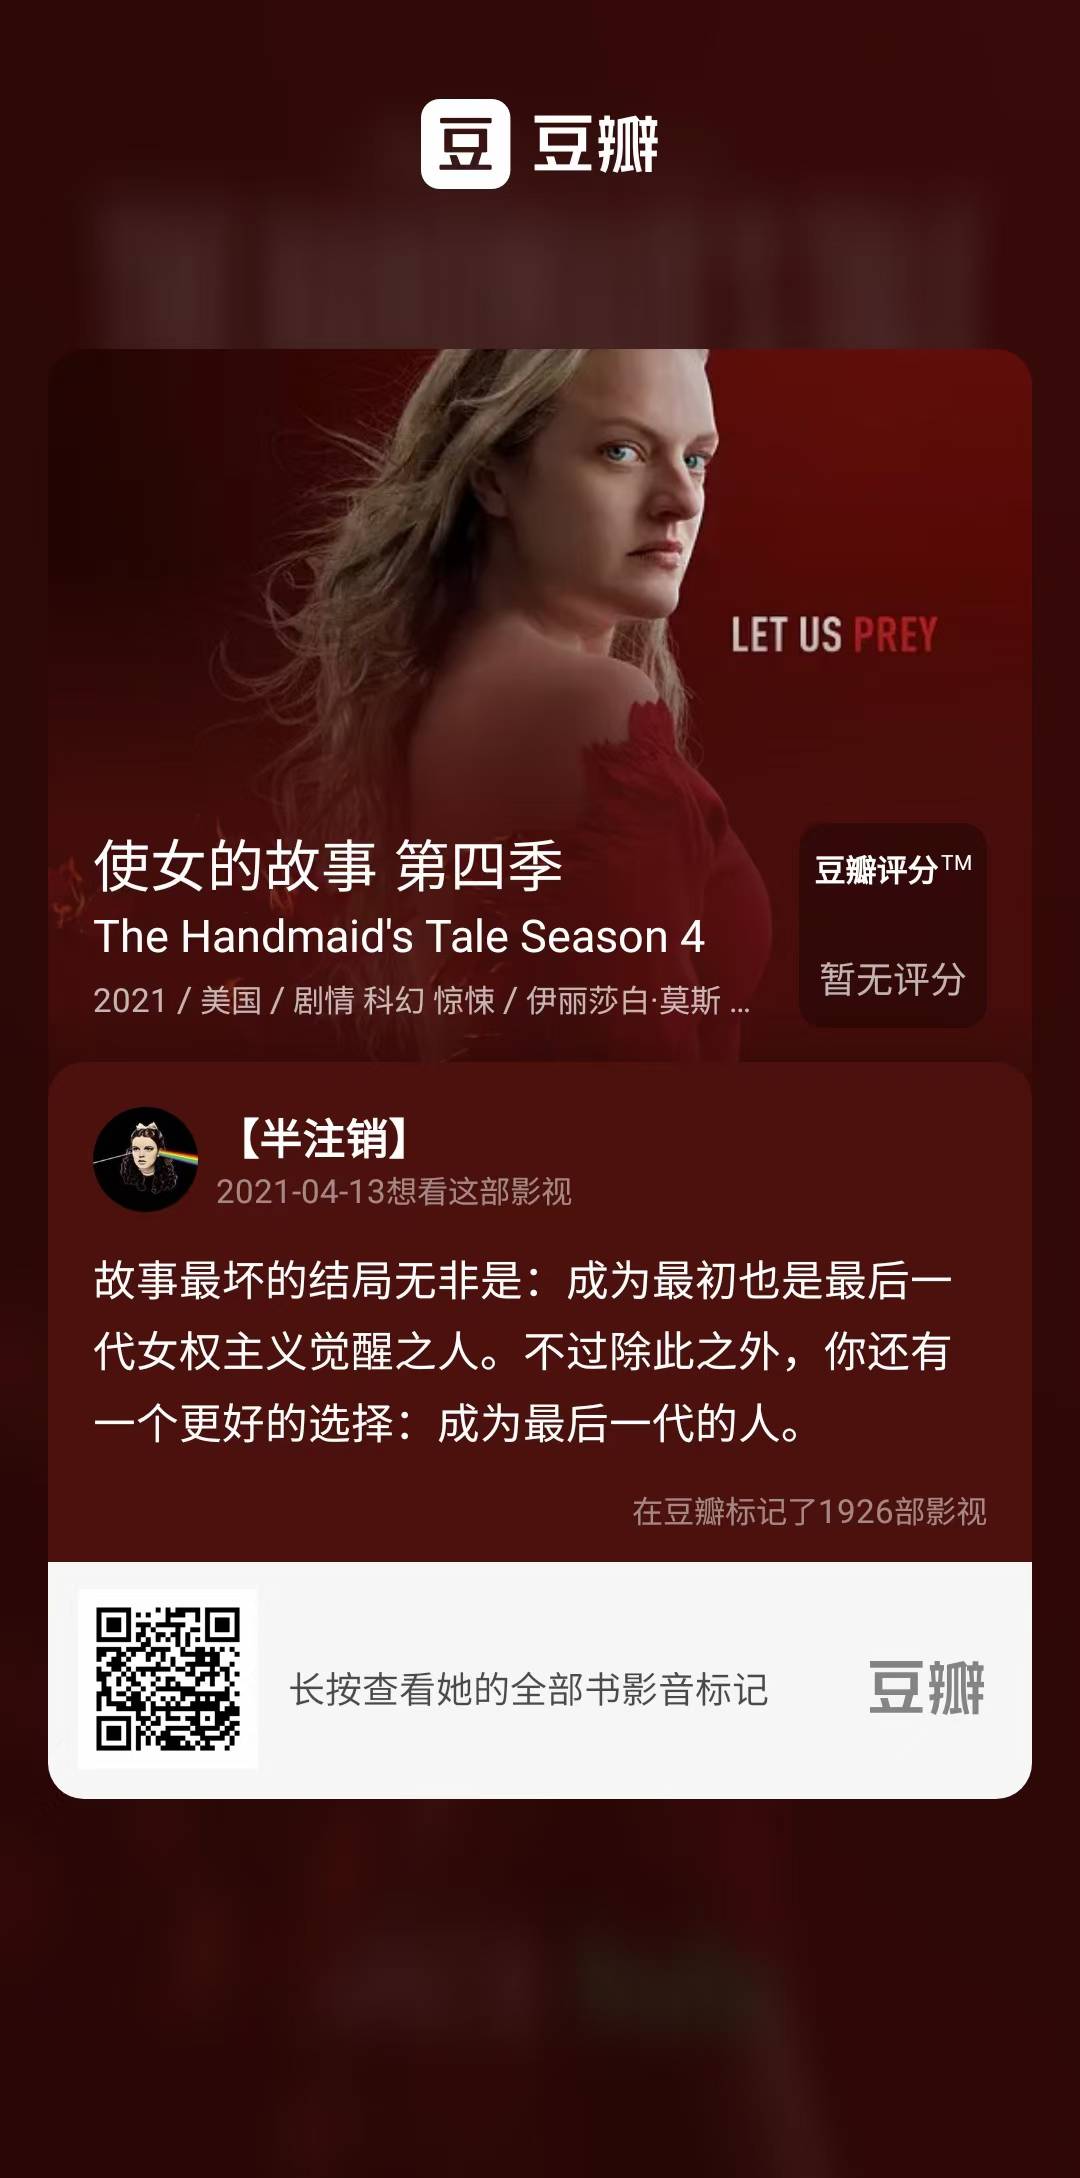 豆 豆瓣
LET US PREY
使女的故事 第四季
The Handmaid's Tale Season 4
2021 / 美国 / 剧情 科幻 惊悚 / 伊丽莎白·莫斯 ...
豆瓣评分TM
暂无评分
【半注销】
2021-04-13想看这部影视
故事最坏的结局无非是：成为最初也是最后一
代女权主义觉醒之人。不过除此之外，你还有
一个更好的选择：成为最后一代的人。
在豆瓣标记了1926部影视
长按查看她的全部书影音标记
豆瓣